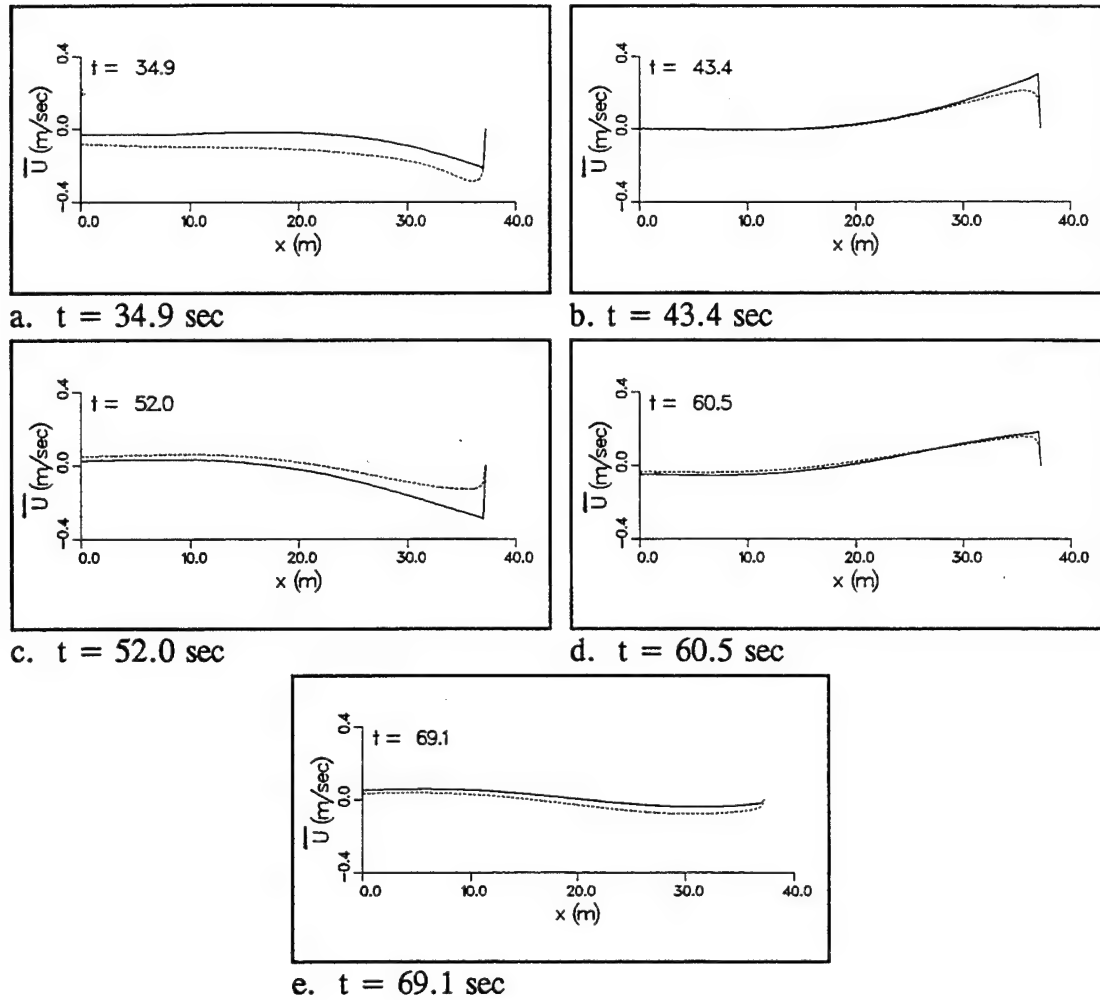 t = 34.9
0.4
0.0
−0.4
U̅ (m/sec)
0.0 10.0 20.0 30.0 40.0
x (m)
a. t = 34.9 sec
t = 43.4
0.4
0.0
−0.4
U̅ (m/sec)
0.0 10.0 20.0 30.0 40.0
x (m)
b. t = 43.4 sec
t = 52.0
0.4
0.0
−0.4
U̅ (m/sec)
0.0 10.0 20.0 30.0 40.0
x (m)
c. t = 52.0 sec
t = 60.5
0.4
0.0
−0.4
U̅ (m/sec)
0.0 10.0 20.0 30.0 40.0
x (m)
d. t = 60.5 sec
t = 69.1
0.4
0.0
−0.4
U̅ (m/sec)
0.0 10.0 20.0 30.0 40.0
x (m)
e. t = 69.1 sec